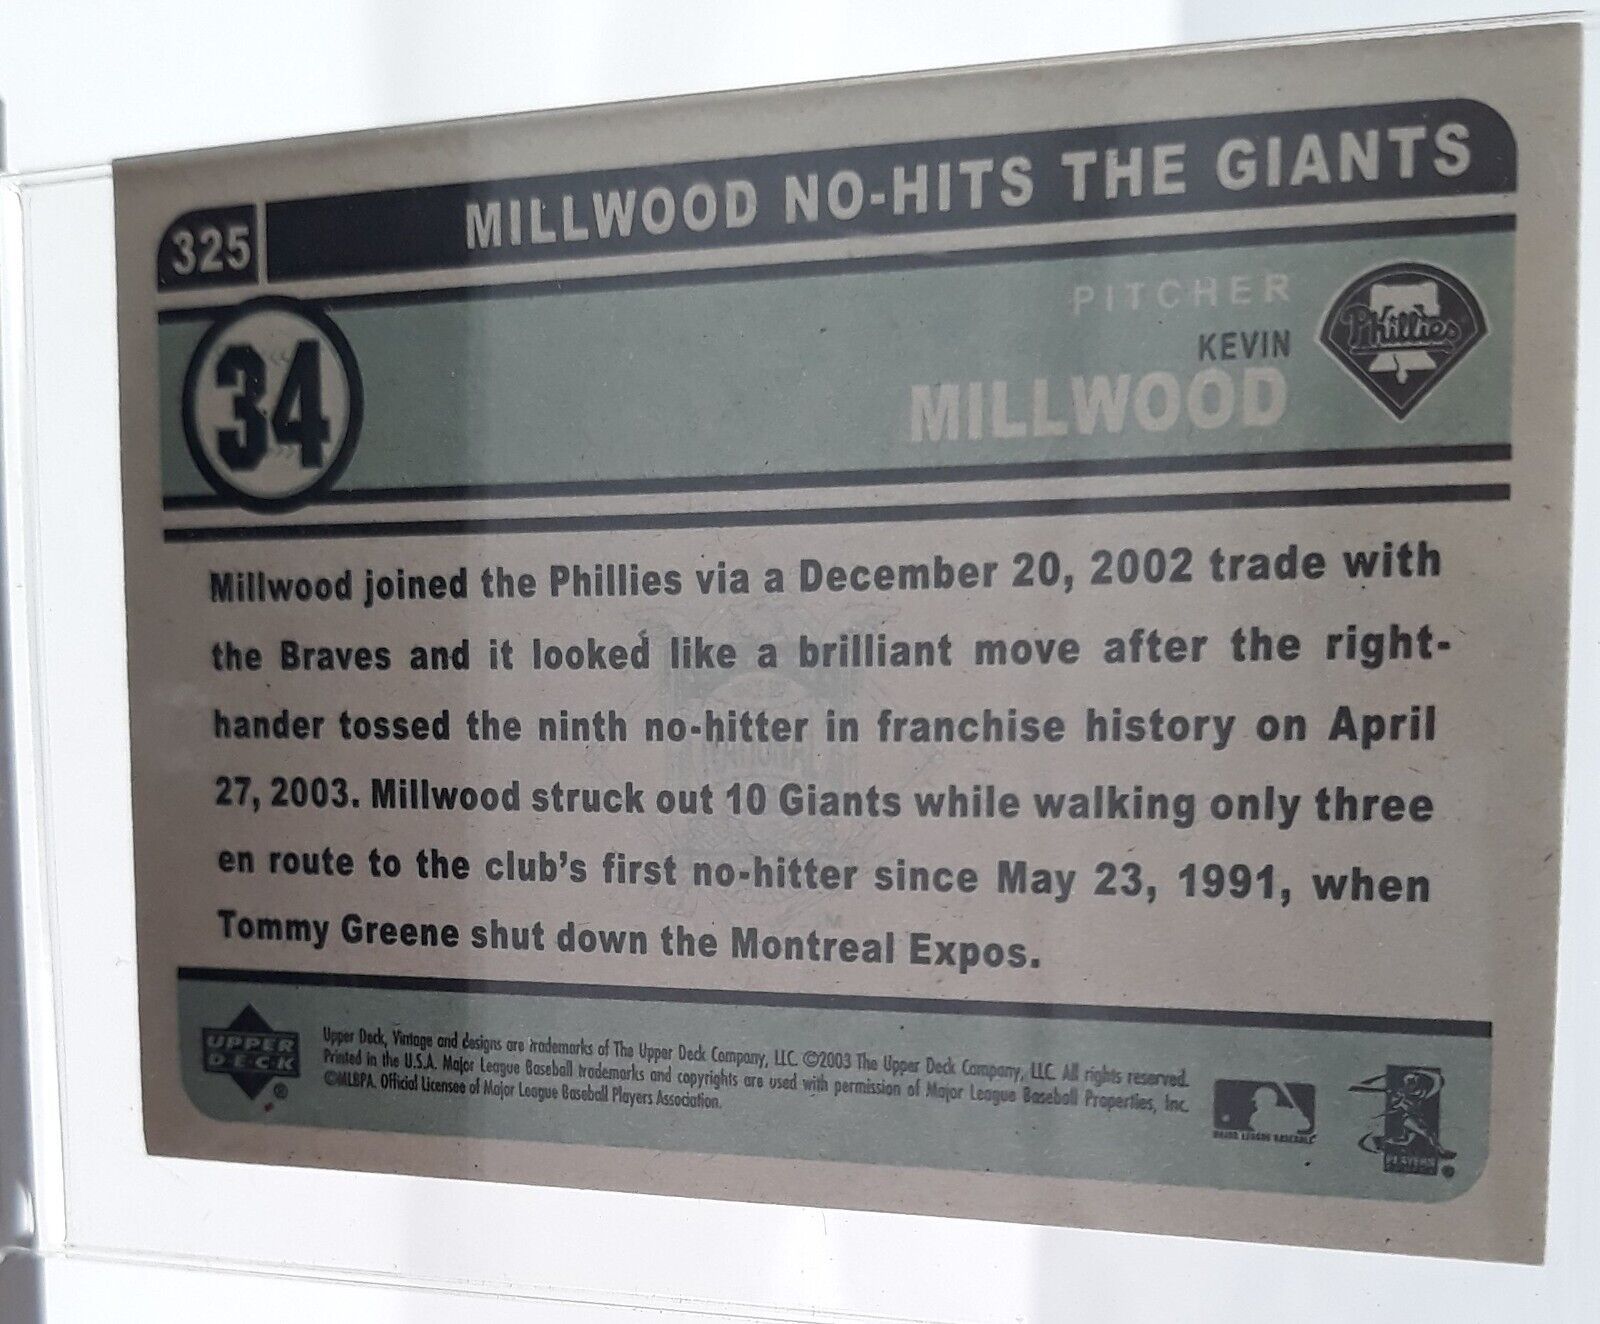 325 MILLWOOD NO-HITS THE GIANTS
34
PITCHER
KEVIN
MILLWOOD
Phillies
Millwood joined the Phillies via a December 20, 2002 trade with
the Braves and it looked like a brilliant move after the right-
hander tossed the ninth no-hitter in franchise history on April
27, 2003. Millwood struck out 10 Giants while walking only three
en route to the club's first no-hitter since May 23, 1991, when
Tommy Greene shut down the Montreal Expos.
NATIONAL
UPPER
DECK
®
Upper Deck, Vintage and designs are trademarks of The Upper Deck Company, LLC. ©2003 The Upper Deck Company, LLC. All rights reserved.
Printed in the U.S.A. Major League Baseball trademarks and copyrights are used with permission of Major League Baseball Properties, Inc.
©MLBPA. Official Licensee of Major League Baseball Players Association.
MAJOR LEAGUE BASEBALL
PLAYERS